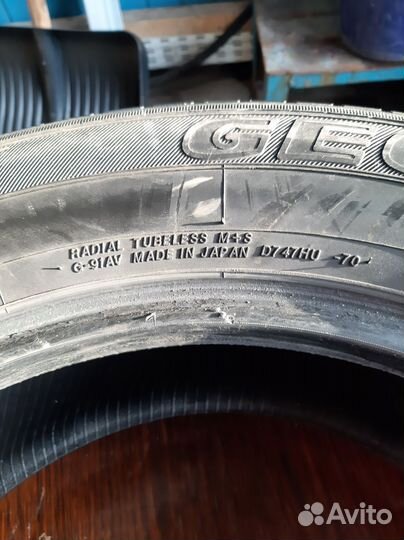 GEO
RADIAL TUBELESS M+S
G-91AV MADE IN JAPAN D747HU -70-
Avito